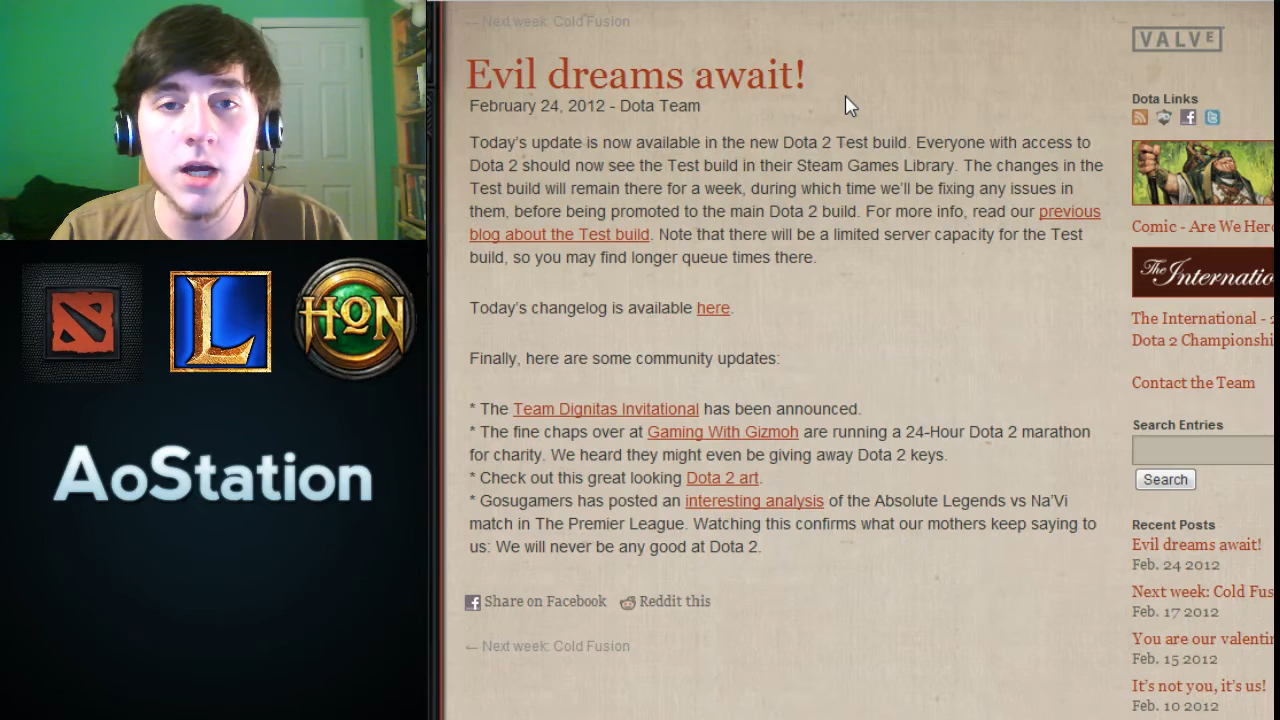 ← Next week: Cold Fusion
Evil dreams await!
February 24, 2012 - Dota Team
Today's update is now available in the new Dota 2 Test build. Everyone with access to
Dota 2 should now see the Test build in their Steam Games Library. The changes in the
Test build will remain there for a week, during which time we'll be fixing any issues in
them, before being promoted to the main Dota 2 build. For more info, read our previous
blog about the Test build. Note that there will be a limited server capacity for the Test
build, so you may find longer queue times there.
Today's changelog is available here.
Finally, here are some community updates:
* The Team Dignitas Invitational has been announced.
* The fine chaps over at Gaming With Gizmoh are running a 24-Hour Dota 2 marathon
for charity. We heard they might even be giving away Dota 2 keys.
* Check out this great looking Dota 2 art.
* Gosugamers has posted an interesting analysis of the Absolute Legends vs Na'Vi
match in The Premier League. Watching this confirms what our mothers keep saying to
us: We will never be any good at Dota 2.
Share on Facebook Reddit this
← Next week: Cold Fusion
VALVE
Dota Links
Comic - Are We Hero
The Internatio
The International - 2
Dota 2 Championshi
Contact the Team
Search Entries
Search
Recent Posts
Evil dreams await!
Feb. 24 2012
Next week: Cold Fus
Feb. 17 2012
You are our valentin
Feb. 15 2012
It's not you, it's us!
Feb. 10 2012
L
HON
AoStation